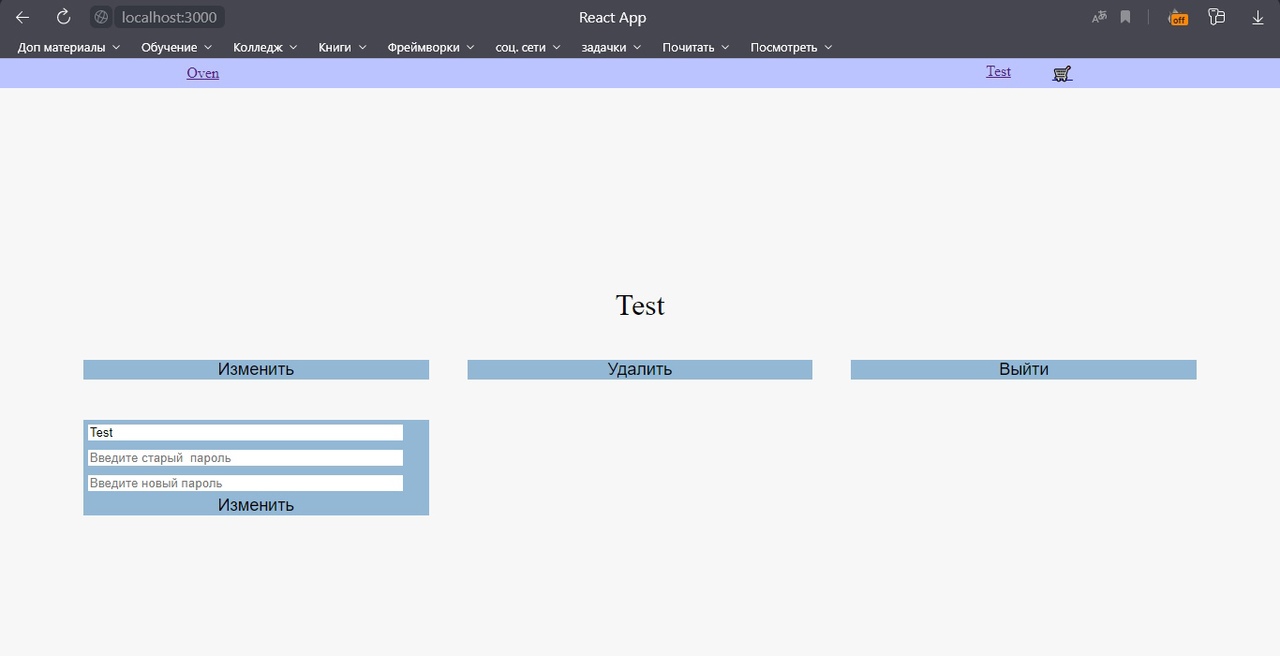 localhost:3000 React App off
Доп материалы Обучение Колледж Книги Фреймворки соц. сети задачки Почитать Посмотреть
Oven Test
Test
Изменить Удалить Выйти
Test
Введите старый  пароль
Введите новый пароль
Изменить